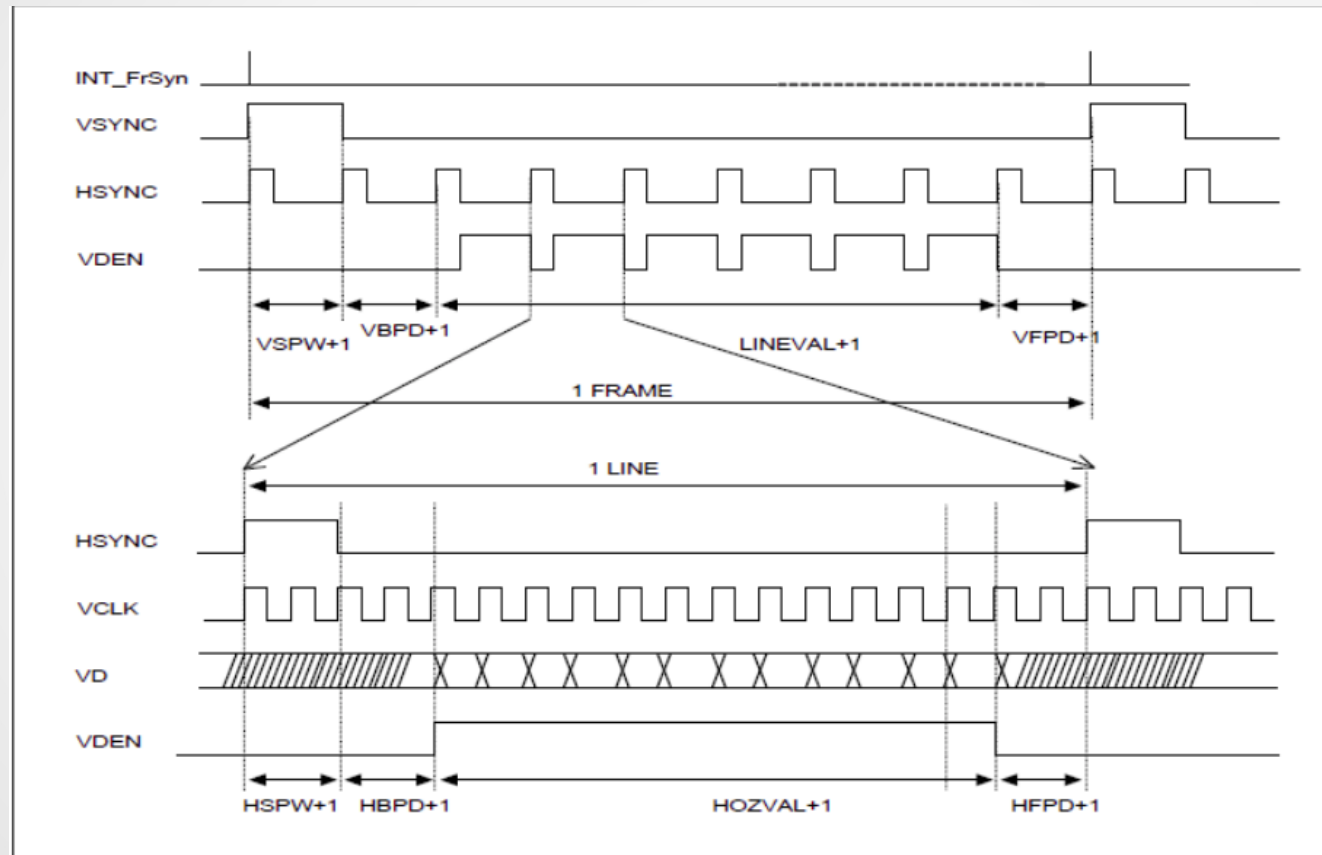 INT_FrSyn
VSYNC
HSYNC
VDEN
VSPW+1
VBPD+1
LINEVAL+1
VFPD+1
1 FRAME
1 LINE
HSYNC
VCLK
VD
VDEN
HSPW+1
HBPD+1
HOZVAL+1
HFPD+1